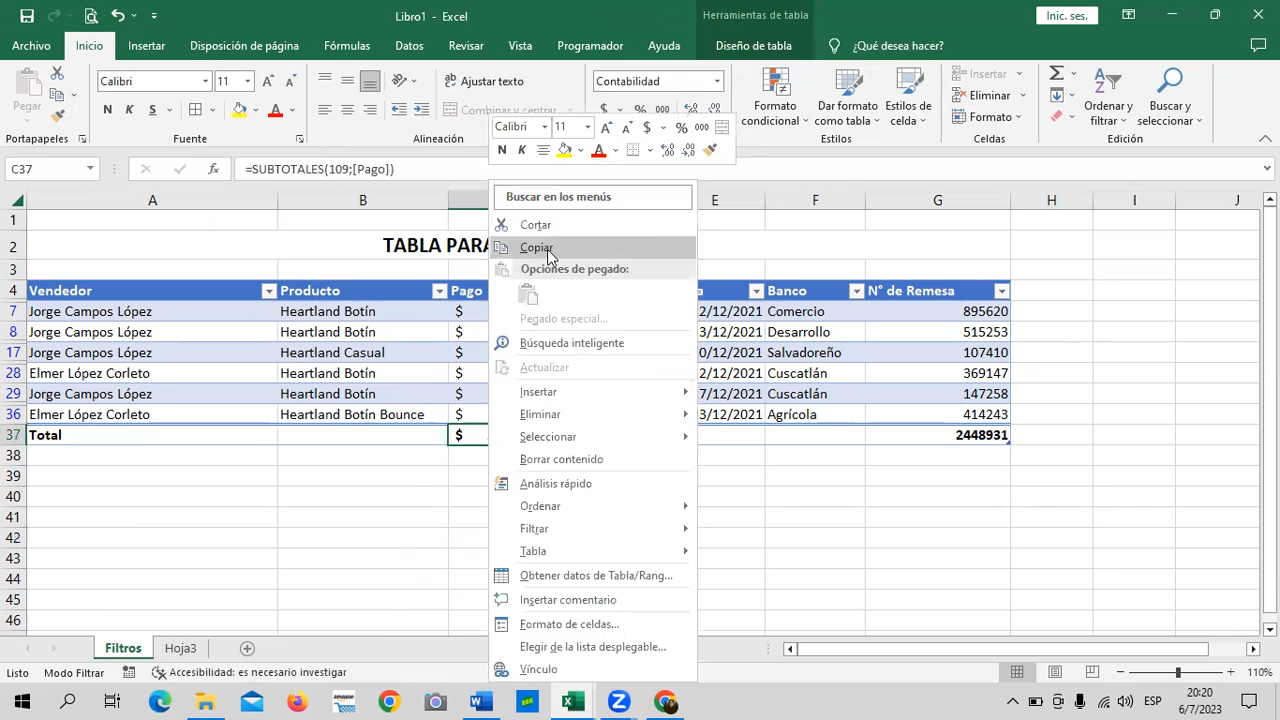 Libro1 - Excel
Herramientas de tabla
Inic. ses.
Archivo Inicio Insertar Disposición de página Fórmulas Datos Revisar Vista Programador Ayuda Diseño de tabla ¿Qué desea hacer?
Pegar
Calibri 11
N K S
Ajustar texto
Combinar y centrar
Contabilidad
$ % 000
Formato condicional
Dar formato como tabla
Estilos de celda
Insertar
Eliminar
Formato
Ordenar y filtrar
Buscar y seleccionar
Portapapeles Fuente Alineación Estilos Celdas Edición
Calibri 11 $ % 000
N K
C37 =SUBTOTALES(109;[Pago])
A B E F G H I J
1
2 TABLA PARA
3
4 Vendedor Producto Pago a Banco N° de Remesa
7 Jorge Campos López Heartland Botín $ 2/12/2021 Comercio 895620
8 Jorge Campos López Heartland Botín $ /12/2021 Desarrollo 515253
17 Jorge Campos López Heartland Casual $ 0/12/2021 Salvadoreño 107410
28 Elmer López Corleto Heartland Botín $ 2/12/2021 Cuscatlán 369147
29 Jorge Campos López Heartland Botín $ 7/12/2021 Cuscatlán 147258
36 Elmer López Corleto Heartland Botín Bounce $ 3/12/2021 Agrícola 414243
37 Total $ 2448931
38
39
40
41
42
43
44
45
46
Buscar en los menús
Cortar
Copiar
Opciones de pegado:
Pegado especial...
Búsqueda inteligente
Actualizar
Insertar
Eliminar
Seleccionar
Borrar contenido
Análisis rápido
Ordenar
Filtrar
Tabla
Obtener datos de Tabla/Rang...
Insertar comentario
Formato de celdas...
Elegir de la lista desplegable...
Vínculo
Filtros Hoja3
Listo Modo Filtrar Accesibilidad: es necesario investigar 110%
amazon
ESP
20:20
6/7/2023